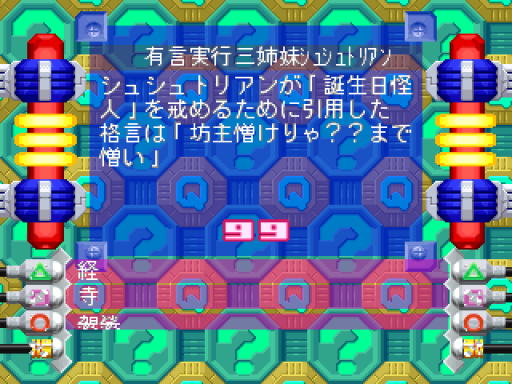 有言実行三姉妹ｼｭｼｭﾄﾘｱﾝ
シュシュトリアンが「誕生日怪
人」を戒めるために引用した
格言は「坊主憎けりゃ？？まで
憎い」
99
経
寺
袈裟